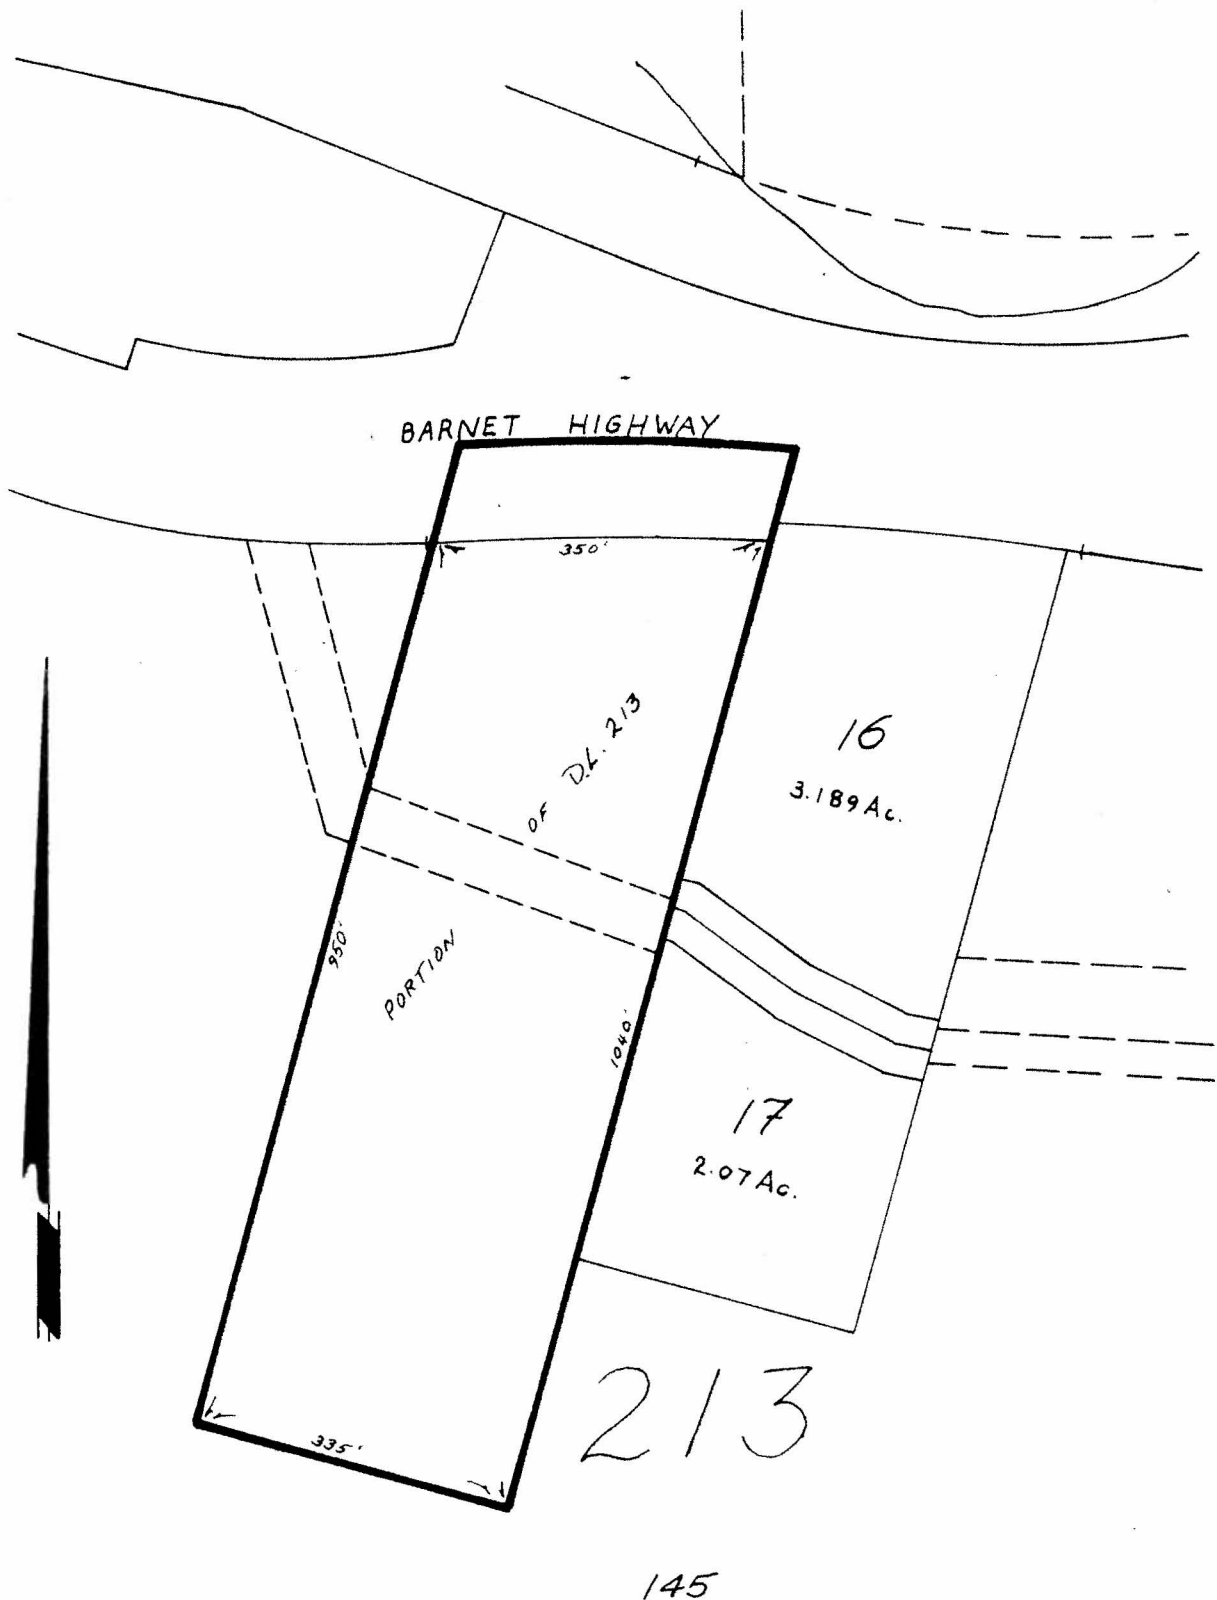 BARNET HIGHWAY
350'
PORTION OF D.L. 213
16
3.189 Ac.
950'
1040'
17
2.07 Ac.
335'
213
145